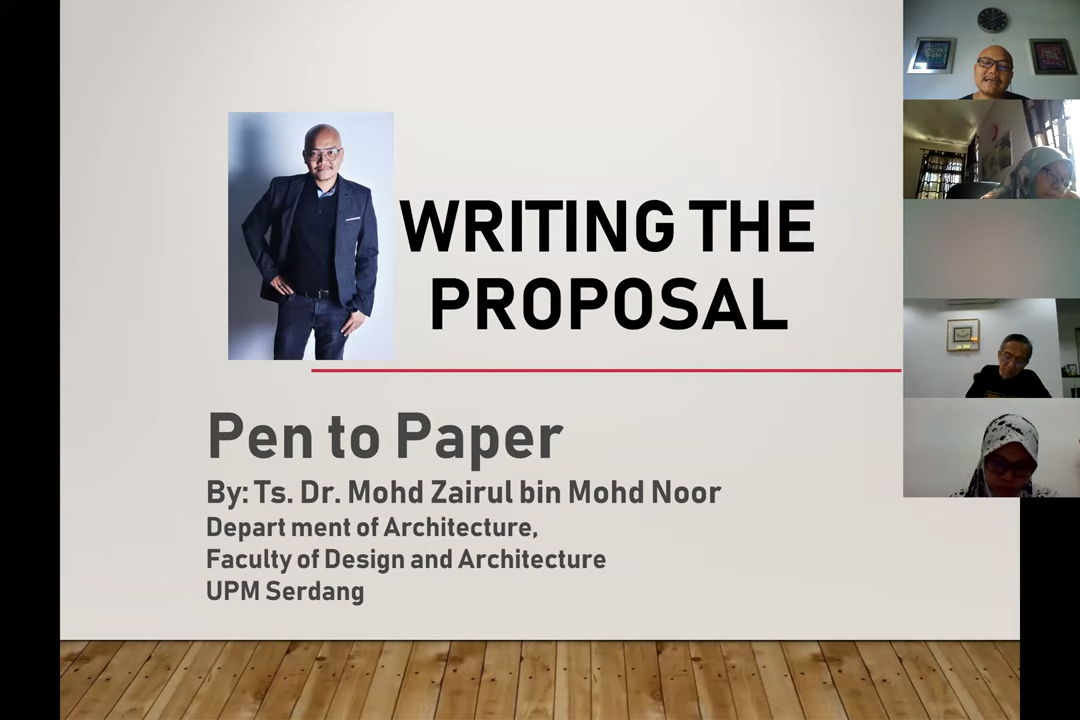 WRITING THE
PROPOSAL
Pen to Paper
By: Ts. Dr. Mohd Zairul bin Mohd Noor
Depart ment of Architecture,
Faculty of Design and Architecture
UPM Serdang